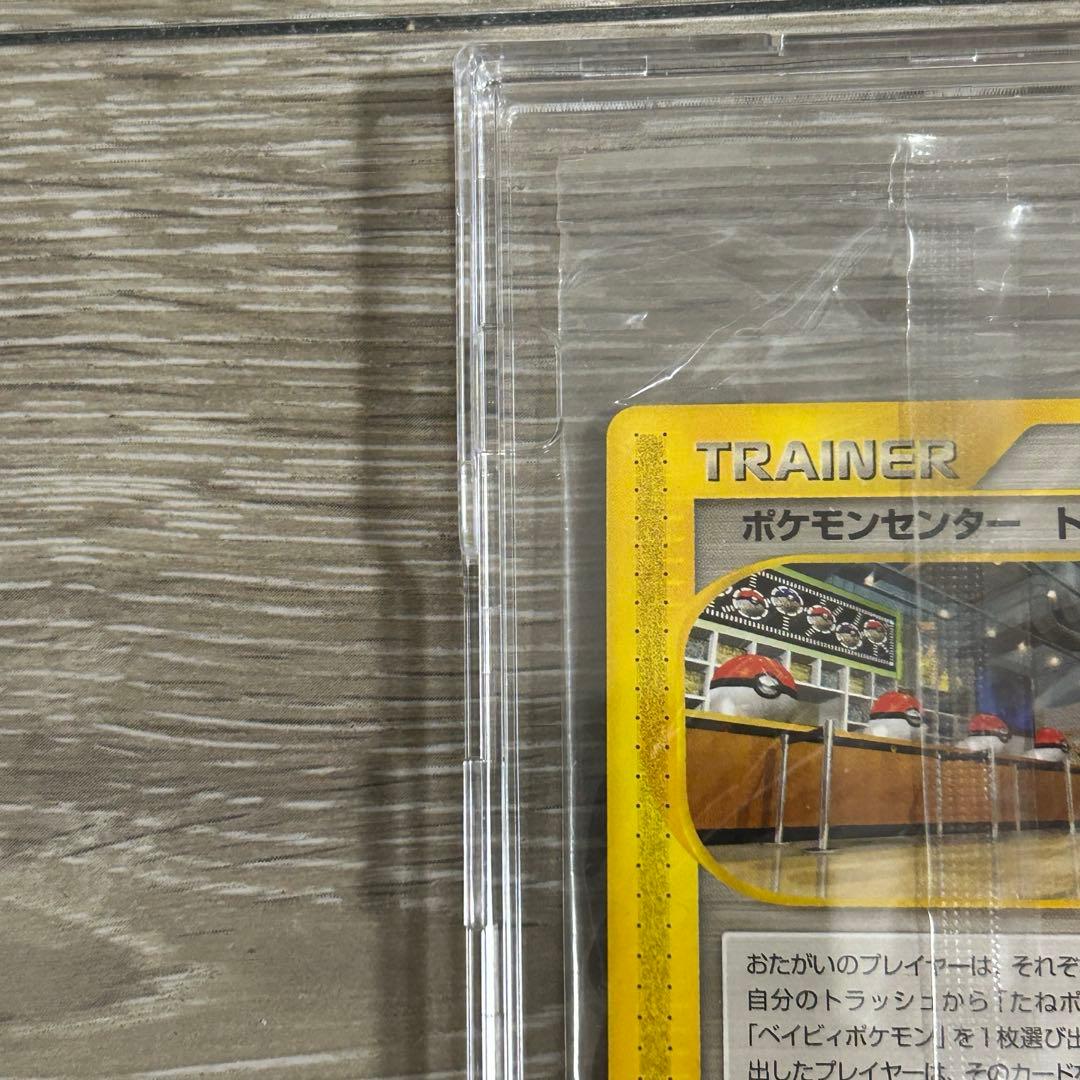 TRAINER
ポケモンセンター ト
おたがいのプレイヤーは、それぞ
自分のトラッシュから「たねポ
「ベイビィポケモン」を1枚選び出
出したプレイヤーは、そのカードを